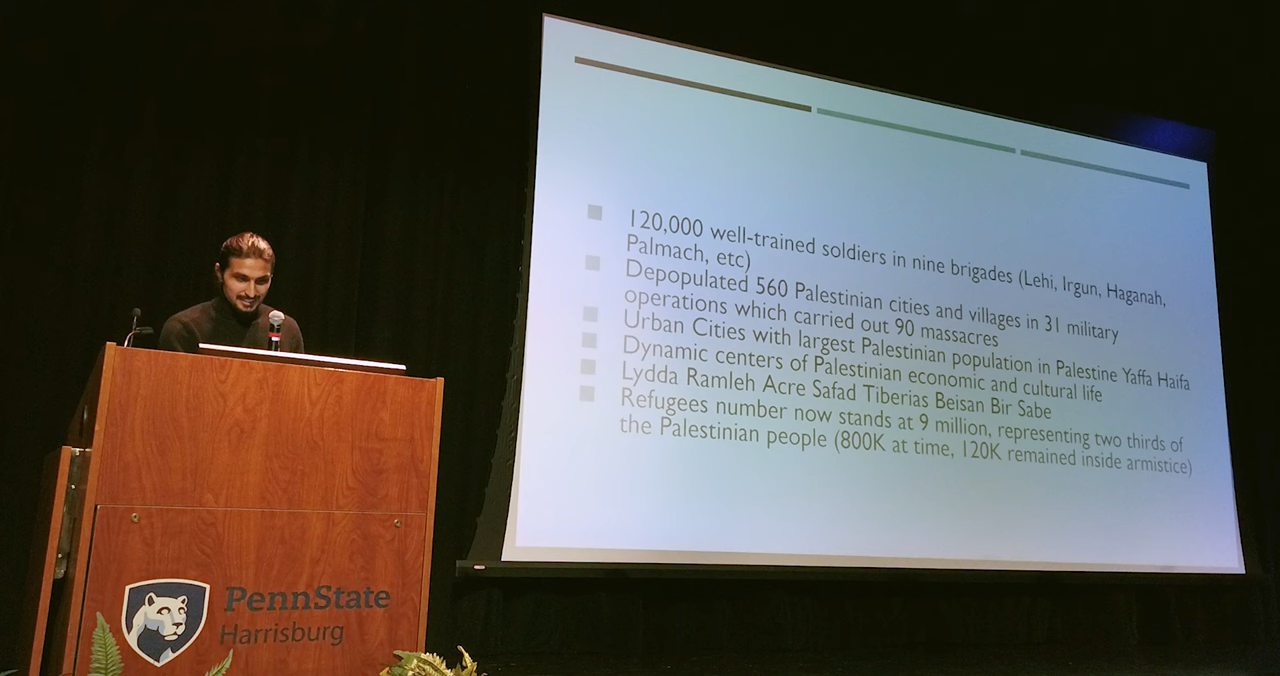 120,000 well-trained soldiers in nine brigades (Lehi, Irgun, Haganah,
Palmach, etc)
Depopulated 560 Palestinian cities and villages in 31 military
operations which carried out 90 massacres
Urban Cities with largest Palestinian population in Palestine Yaffa Haifa
Dynamic centers of Palestinian economic and cultural life
Lydda Ramleh Acre Safad Tiberias Beisan Bir Sabe
Refugees number now stands at 9 million, representing two thirds of
the Palestinian people (800K at time, 120K remained inside armistice)
PennState
Harrisburg